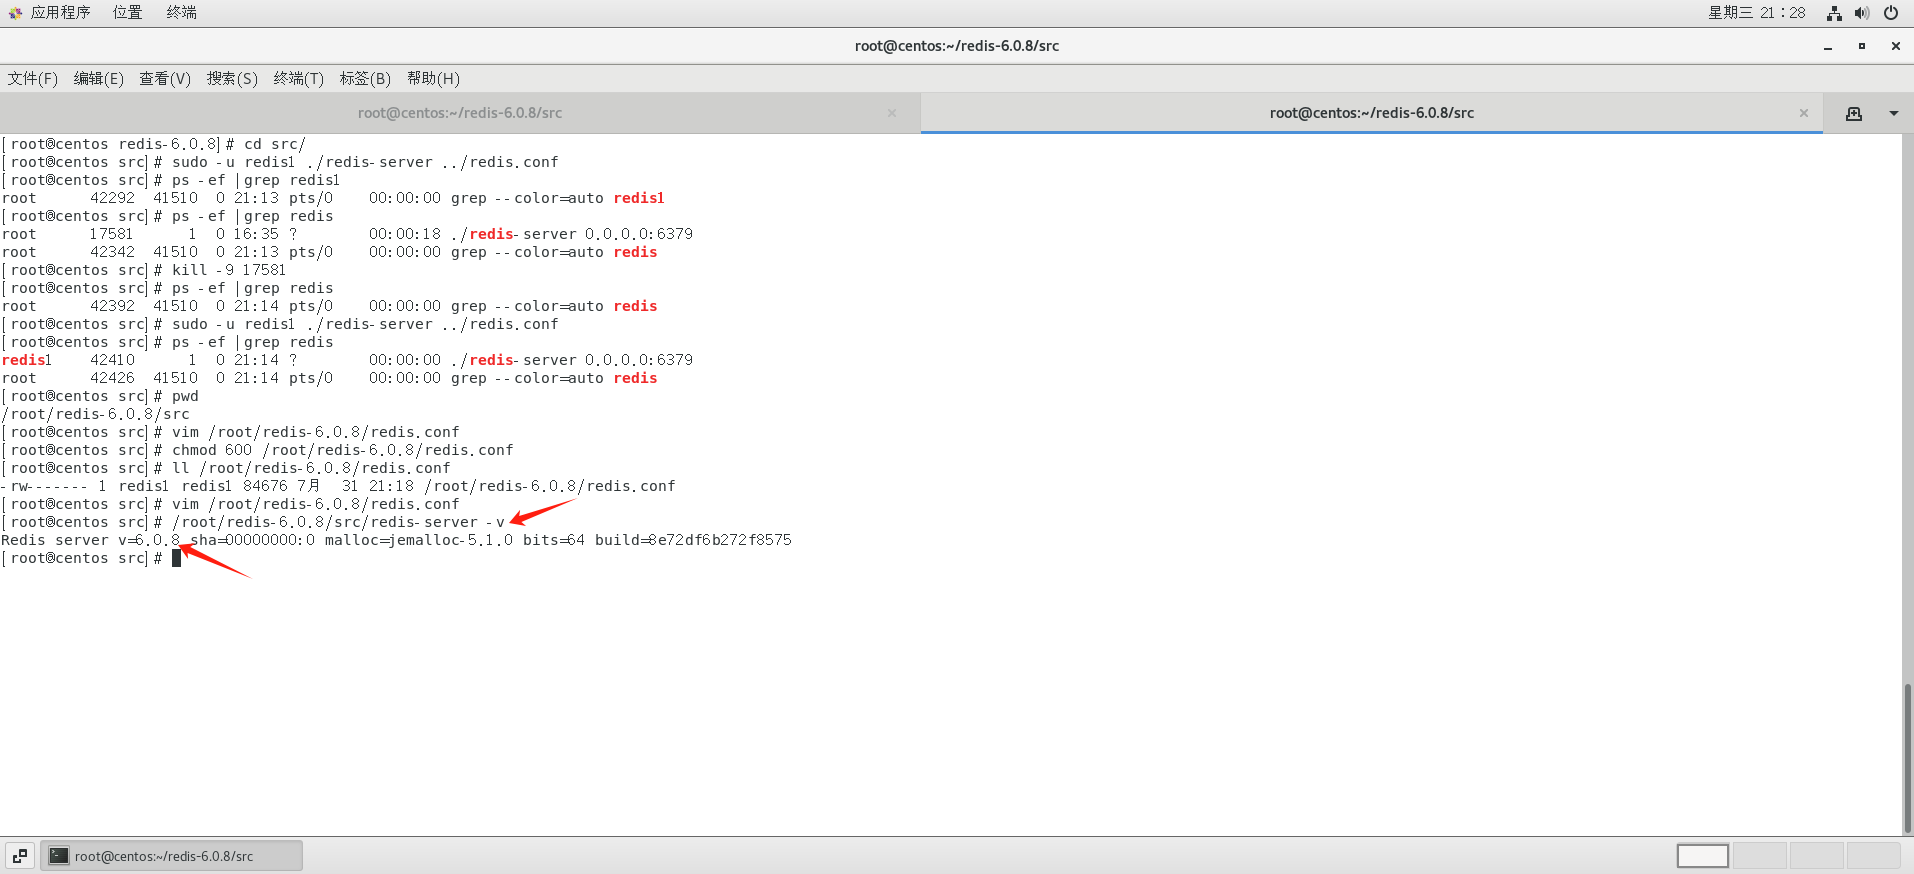 应用程序 位置 终端 星期三 21：28
root@centos:~/redis-6.0.8/src
文件(F) 编辑(E) 查看(V) 搜索(S) 终端(T) 标签(B) 帮助(H)
root@centos:~/redis-6.0.8/src root@centos:~/redis-6.0.8/src
[root@centos redis-6.0.8]# cd src/
[root@centos src]# sudo -u redis1 ./redis-server ../redis.conf
[root@centos src]# ps -ef |grep redis1
root      42292  41510  0 21:13 pts/0    00:00:00 grep --color=auto redis1
[root@centos src]# ps -ef |grep redis
root      17581      1  0 16:35 ?        00:00:18 ./redis-server 0.0.0.0:6379
root      42342  41510  0 21:13 pts/0    00:00:00 grep --color=auto redis
[root@centos src]# kill -9 17581
[root@centos src]# ps -ef |grep redis
root      42392  41510  0 21:14 pts/0    00:00:00 grep --color=auto redis
[root@centos src]# sudo -u redis1 ./redis-server ../redis.conf
[root@centos src]# ps -ef |grep redis
redis1    42410      1  0 21:14 ?        00:00:00 ./redis-server 0.0.0.0:6379
root      42426  41510  0 21:14 pts/0    00:00:00 grep --color=auto redis
[root@centos src]# pwd
/root/redis-6.0.8/src
[root@centos src]# vim /root/redis-6.0.8/redis.conf
[root@centos src]# chmod 600 /root/redis-6.0.8/redis.conf
[root@centos src]# ll /root/redis-6.0.8/redis.conf
-rw------- 1 redis1 redis1 84676 7月  31 21:18 /root/redis-6.0.8/redis.conf
[root@centos src]# vim /root/redis-6.0.8/redis.conf
[root@centos src]# /root/redis-6.0.8/src/redis-server -v
Redis server v=6.0.8 sha=00000000:0 malloc=jemalloc-5.1.0 bits=64 build=8e72df6b272f8575
[root@centos src]#
root@centos:~/redis-6.0.8/src